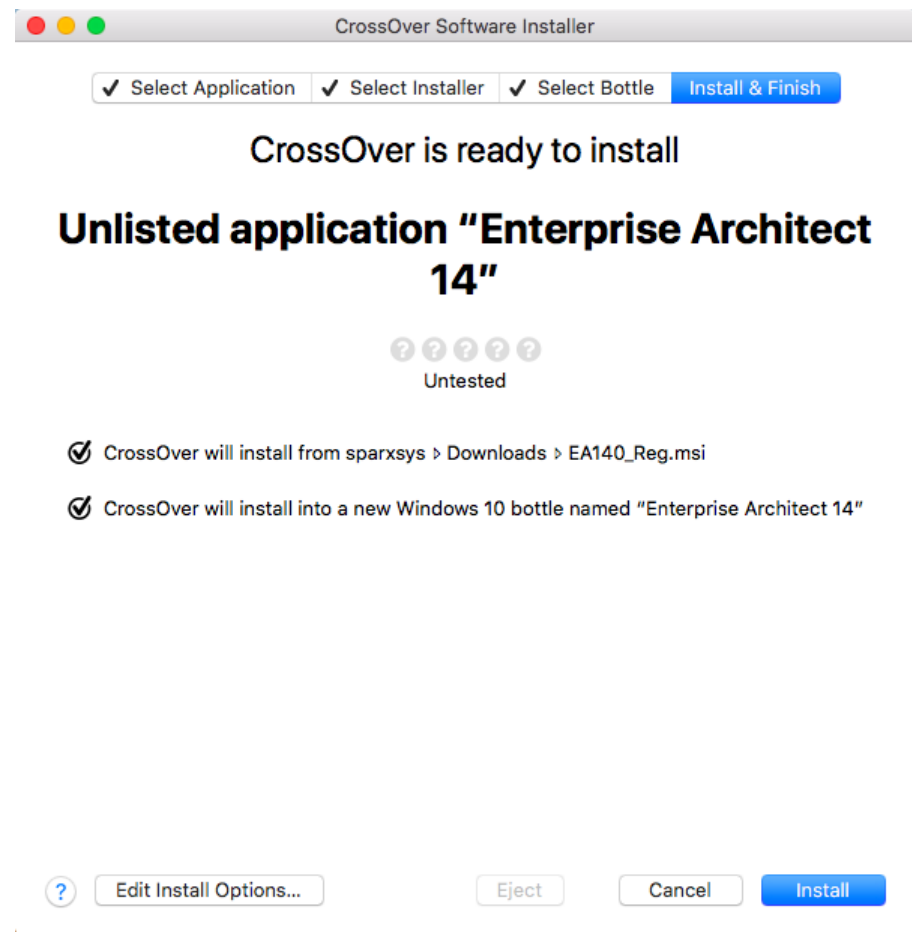 CrossOver Software Installer
✓ Select Application ✓ Select Installer ✓ Select Bottle Install & Finish
CrossOver is ready to install
Unlisted application “Enterprise Architect
14”
? ? ? ? ?
Untested
CrossOver will install from sparxsys ▹ Downloads ▹ EA140_Reg.msi
CrossOver will install into a new Windows 10 bottle named “Enterprise Architect 14”
? Edit Install Options... Eject Cancel Install